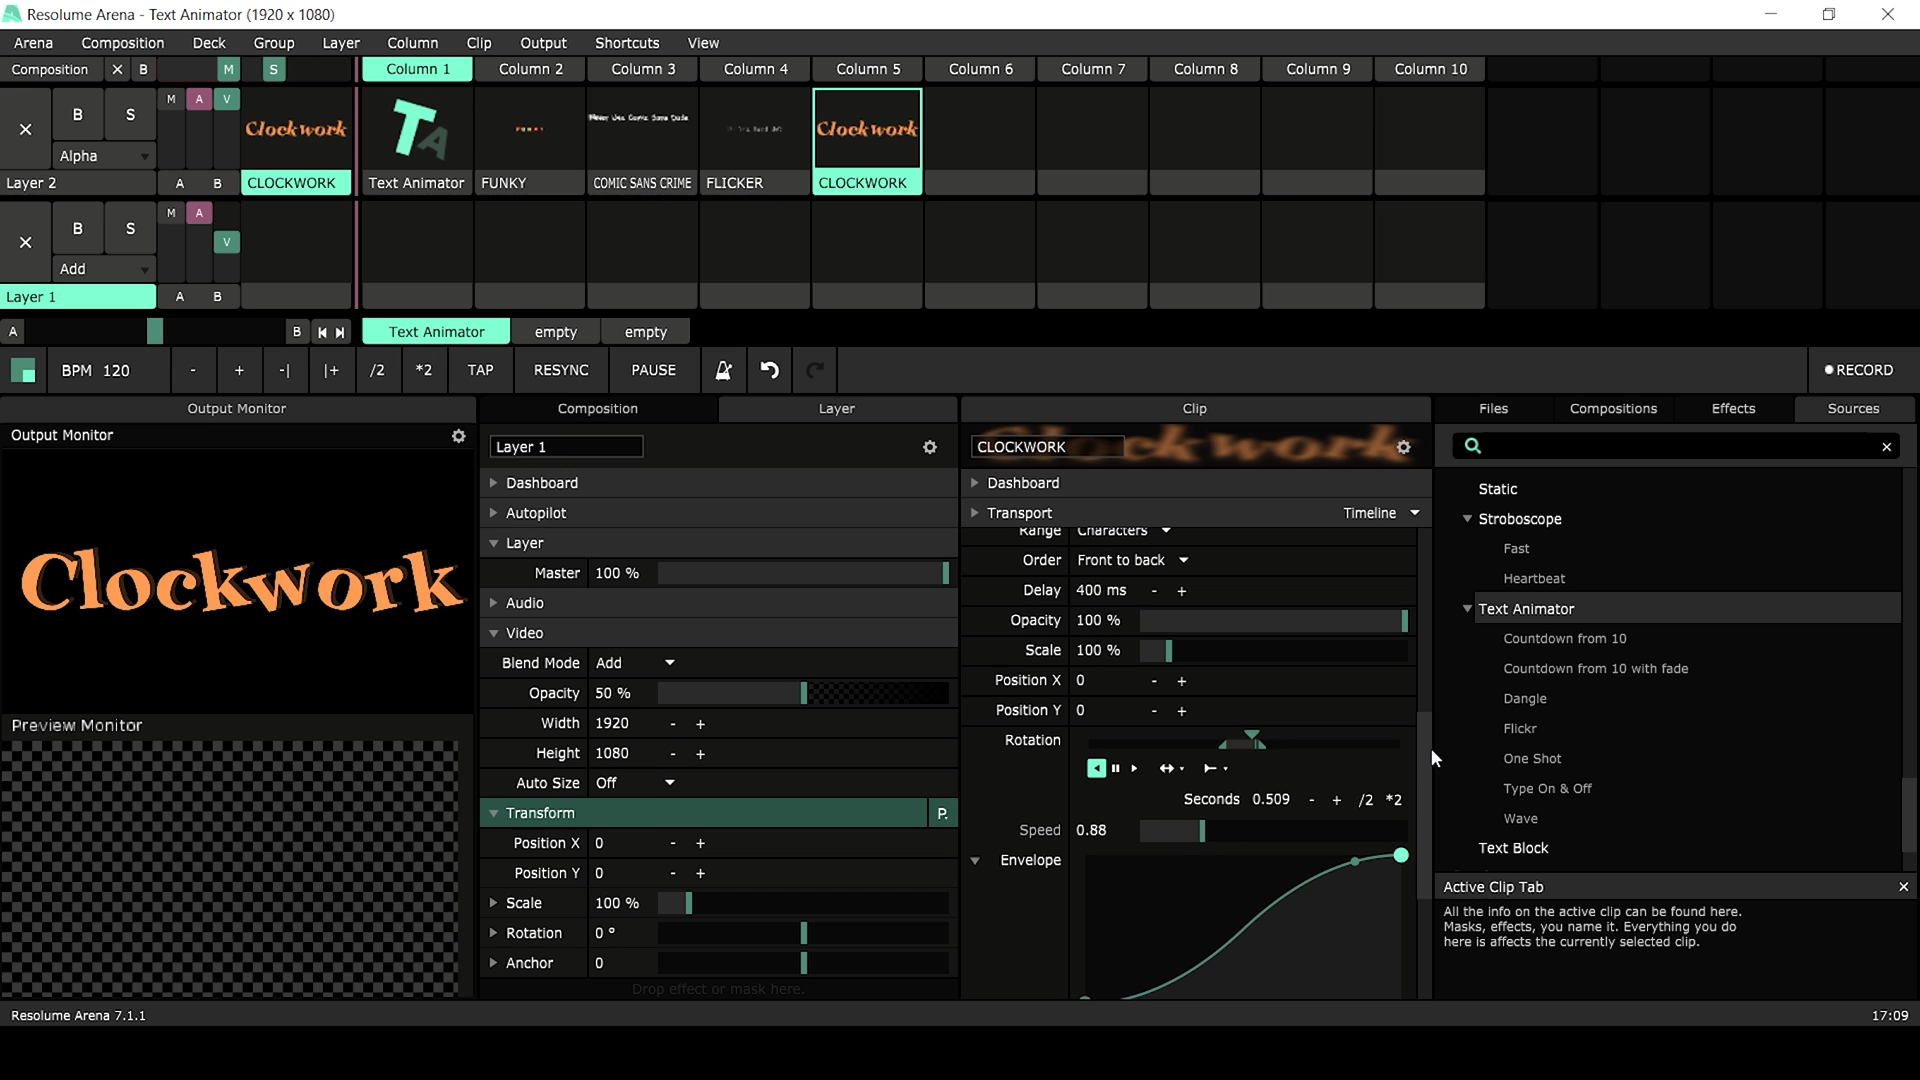 Resolume Arena - Text Animator (1920 x 1080)
Arena Composition Deck Group Layer Column Clip Output Shortcuts View
Composition B M S Column 1 Column 2 Column 3 Column 4 Column 5 Column 6 Column 7 Column 8 Column 9 Column 10
B S M A V Clockwork TA Never Use Comic Sans Dude Clockwork
Alpha
Layer 2 A B CLOCKWORK Text Animator FUNKY COMIC SANS CRIME FLICKER CLOCKWORK
B S M A V
Add
Layer 1 A B
A B Text Animator empty empty
BPM 120 - + -| |+ /2 *2 TAP RESYNC PAUSE RECORD
Output Monitor Composition Layer Clip Files Compositions Effects Sources
Output Monitor
Clockwork
Preview Monitor
Layer 1
Dashboard
Autopilot
Layer
Master 100 %
Audio
Video
Blend Mode Add
Opacity 50 %
Width 1920 - +
Height 1080 - +
Auto Size Off
Transform P.
Position X 0 - +
Position Y 0 - +
Scale 100 %
Rotation 0 °
Anchor 0
Drop effect or mask here.
CLOCKWORK Clockwork
Dashboard
Transport Timeline
Range Characters
Order Front to back
Delay 400 ms - +
Opacity 100 %
Scale 100 %
Position X 0 - +
Position Y 0 - +
Rotation
Seconds 0.509 - + /2 *2
Speed 0.88
Envelope
Static
Stroboscope
Fast
Heartbeat
Text Animator
Countdown from 10
Countdown from 10 with fade
Dangle
Flickr
One Shot
Type On & Off
Wave
Text Block
Active Clip Tab
All the info on the active clip can be found here.
Masks, effects, you name it. Everything you do
here is affects the currently selected clip.
Resolume Arena 7.1.1 17:09